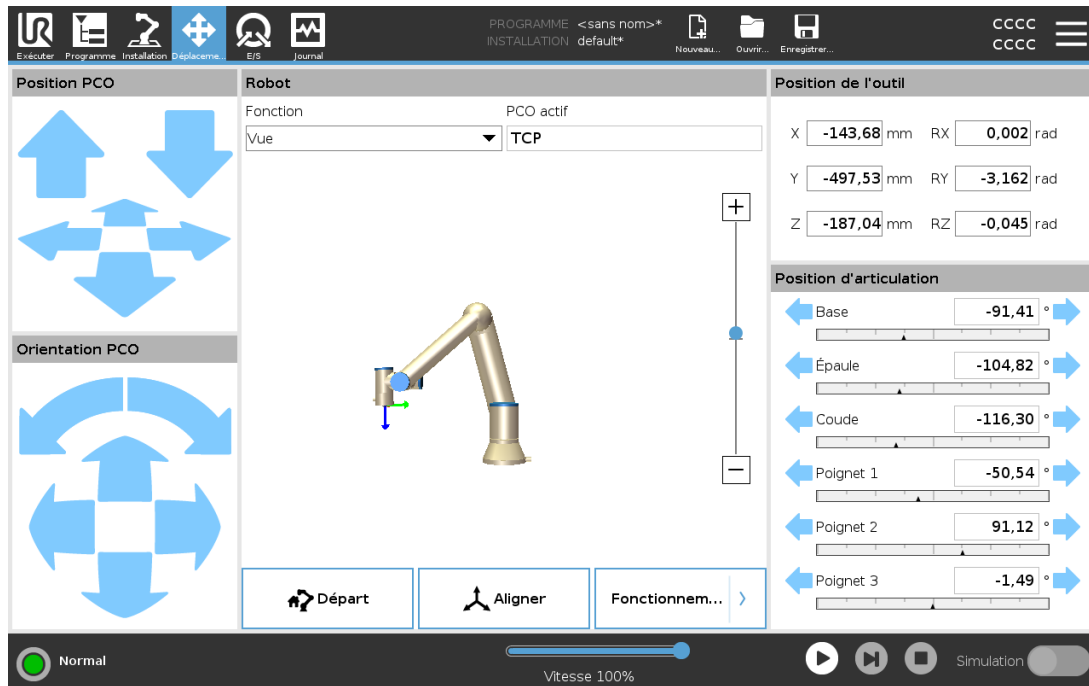 UR
PROGRAMME <sans nom>*
INSTALLATION default*
CCCC
CCCC
Exécuter Programme Installation Déplaceme... E/S Journal Nouveau... Ouvrir... Enregistrer...
Position PCO
Robot
Position de l'outil
Fonction PCO actif
Vue TCP
X -143,68 mm RX 0,002 rad
Y -497,53 mm RY -3,162 rad
Z -187,04 mm RZ -0,045 rad
+
Position d'articulation
Base -91,41 °
Orientation PCO
Épaule -104,82 °
Coude -116,30 °
Poignet 1 -50,54 °
Poignet 2 91,12 °
Poignet 3 -1,49 °
Départ Aligner Fonctionnem...
Normal
Vitesse 100%
Simulation